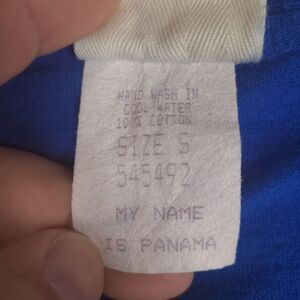 HAND WASH IN
COOL WATER
100% COTTON
SIZE S
545492
MY NAME
IS PANAMA